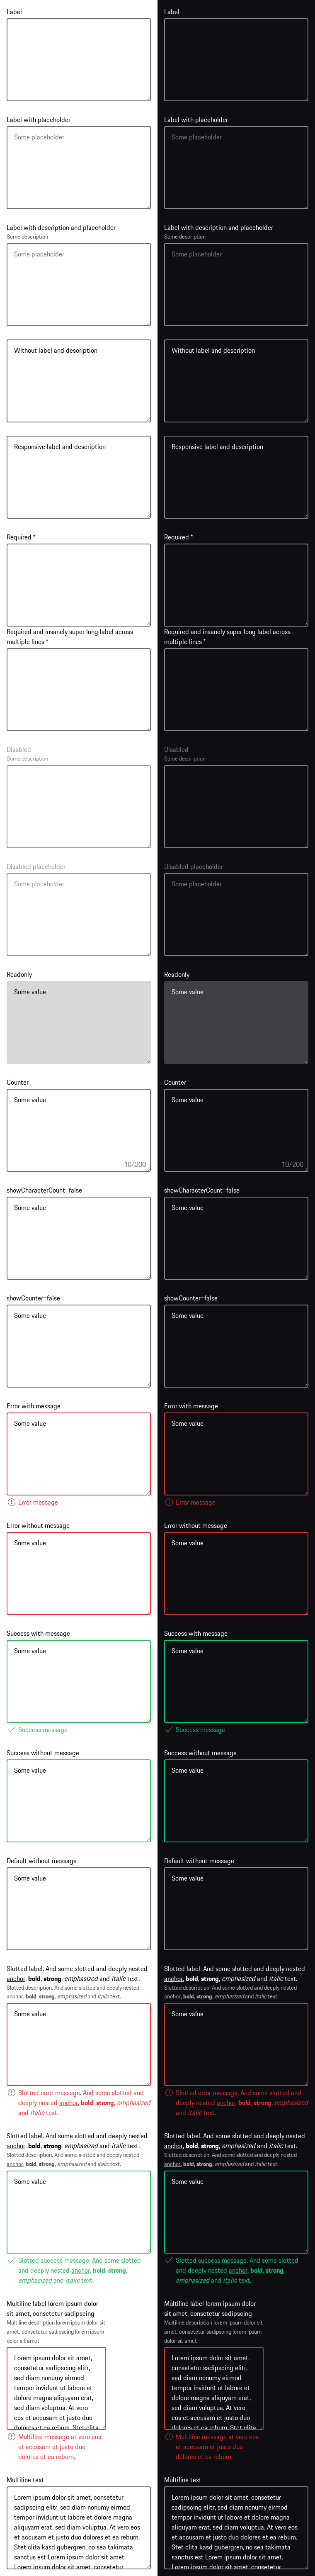 Label
Label with placeholder
Some placeholder
Label with description and placeholder
Some description
Some placeholder
Without label and description
Responsive label and description
Required *
Required and insanely super long label across
multiple lines *
Disabled
Some description
Disabled placeholder
Some placeholder
Readonly
Some value
Counter
Some value
10/200
showCharacterCount=false
Some value
showCounter=false
Some value
Error with message
Some value
Error message
Error without message
Some value
Success with message
Some value
Success message
Success without message
Some value
Default without message
Some value
Slotted label. And some slotted and deeply nested
anchor, bold, strong, emphasized and italic text.
Slotted description. And some slotted and deeply nested
anchor, bold, strong, emphasized and italic text.
Some value
Slotted error message. And some slotted and
deeply nested anchor, bold, strong, emphasized
and italic text.
Slotted label. And some slotted and deeply nested
anchor, bold, strong, emphasized and italic text.
Slotted description. And some slotted and deeply nested
anchor, bold, strong, emphasized and italic text.
Some value
Slotted success message. And some slotted
and deeply nested anchor, bold, strong,
emphasized and italic text.
Multiline label lorem ipsum dolor
sit amet, consetetur sadipscing
Multiline description lorem ipsum dolor sit
amet, consetetur sadipscing lorem ipsum
dolor sit amet
Lorem ipsum dolor sit amet,
consetetur sadipscing elitr,
sed diam nonumy eirmod
tempor invidunt ut labore et
dolore magna aliquyam erat,
sed diam voluptua. At vero
eos et accusam et justo duo
dolores et ea rebum. Stet clita
Multiline message at vero eos
et accusam et justo duo
dolores et ea rebum.
Multiline text
Lorem ipsum dolor sit amet, consetetur
sadipscing elitr, sed diam nonumy eirmod
tempor invidunt ut labore et dolore magna
aliquyam erat, sed diam voluptua. At vero eos
et accusam et justo duo dolores et ea rebum.
Stet clita kasd gubergren, no sea takimata
sanctus est Lorem ipsum dolor sit amet.
Lorem ipsum dolor sit amet, consetetur
Label
Label with placeholder
Some placeholder
Label with description and placeholder
Some description
Some placeholder
Without label and description
Responsive label and description
Required *
Required and insanely super long label across
multiple lines *
Disabled
Some description
Disabled placeholder
Some placeholder
Readonly
Some value
Counter
Some value
10/200
showCharacterCount=false
Some value
showCounter=false
Some value
Error with message
Some value
Error message
Error without message
Some value
Success with message
Some value
Success message
Success without message
Some value
Default without message
Some value
Slotted label. And some slotted and deeply nested
anchor, bold, strong, emphasized and italic text.
Slotted description. And some slotted and deeply nested
anchor, bold, strong, emphasized and italic text.
Some value
Slotted error message. And some slotted and
deeply nested anchor, bold, strong, emphasized
and italic text.
Slotted label. And some slotted and deeply nested
anchor, bold, strong, emphasized and italic text.
Slotted description. And some slotted and deeply nested
anchor, bold, strong, emphasized and italic text.
Some value
Slotted success message. And some slotted
and deeply nested anchor, bold, strong,
emphasized and italic text.
Multiline label lorem ipsum dolor
sit amet, consetetur sadipscing
Multiline description lorem ipsum dolor sit
amet, consetetur sadipscing lorem ipsum
dolor sit amet
Lorem ipsum dolor sit amet,
consetetur sadipscing elitr,
sed diam nonumy eirmod
tempor invidunt ut labore et
dolore magna aliquyam erat,
sed diam voluptua. At vero
eos et accusam et justo duo
dolores et ea rebum. Stet clita
Multiline message at vero eos
et accusam et justo duo
dolores et ea rebum.
Multiline text
Lorem ipsum dolor sit amet, consetetur
sadipscing elitr, sed diam nonumy eirmod
tempor invidunt ut labore et dolore magna
aliquyam erat, sed diam voluptua. At vero eos
et accusam et justo duo dolores et ea rebum.
Stet clita kasd gubergren, no sea takimata
sanctus est Lorem ipsum dolor sit amet.
Lorem ipsum dolor sit amet, consetetur